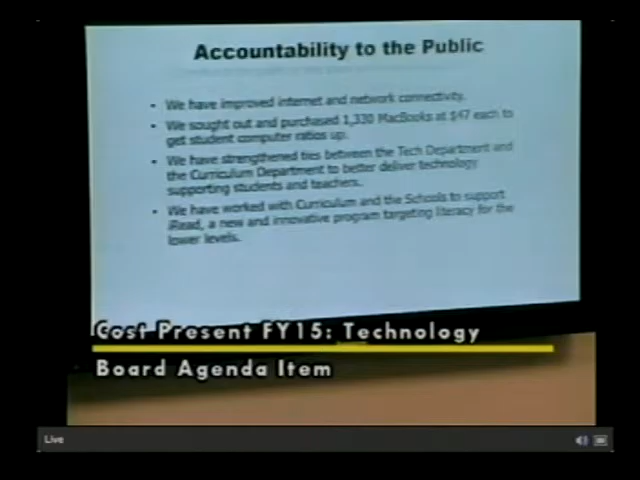 Accountability to the Public
• We have improved internet and network connectivity.
• We sought out and purchased 1,330 MacBooks at $47 each to
get student computer ratios up.
• We have strengthened ties between the Tech Department and
the Curriculum Department to better deliver technology
supporting students and teachers.
• We have worked with Curriculum and the Schools to support
iRead, a new and innovative program targeting literacy for the
lower levels.
Cost Present FY15: Technology
Board Agenda Item
Live